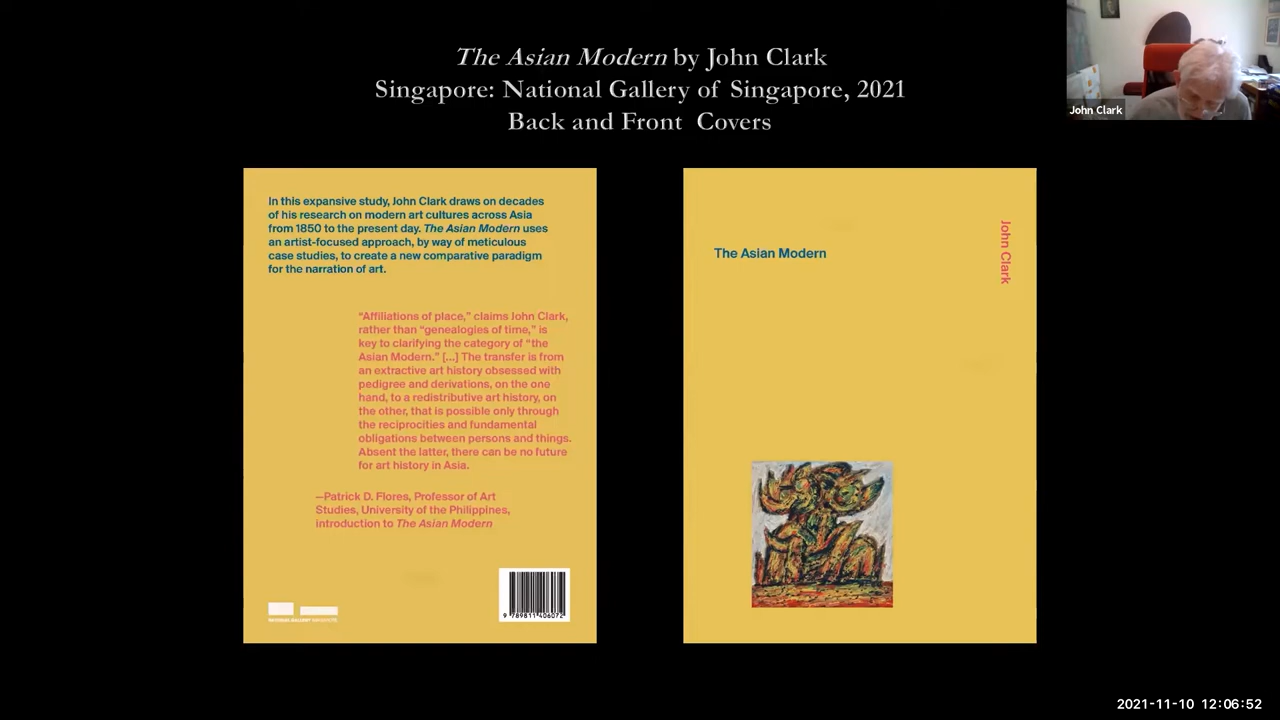 The Asian Modern by John Clark
Singapore: National Gallery of Singapore, 2021
Back and Front Covers
John Clark
In this expansive study, John Clark draws on decades
of his research on modern art cultures across Asia
from 1850 to the present day. The Asian Modern uses
an artist-focused approach, by way of meticulous
case studies, to create a new comparative paradigm
for the narration of art.
“Affiliations of place,” claims John Clark,
rather than “genealogies of time,” is
key to clarifying the category of “the
Asian Modern.” [...] The transfer is from
an extractive art history obsessed with
pedigree and derivations, on the one
hand, to a redistributive art history, on
the other, that is possible only through
the reciprocities and fundamental
obligations between persons and things.
Absent the latter, there can be no future
for art history in Asia.
—Patrick D. Flores, Professor of Art
Studies, University of the Philippines,
introduction to The Asian Modern
NATIONAL GALLERY SINGAPORE
9 789811 406072
The Asian Modern
John Clark
2021-11-10 12:06:52